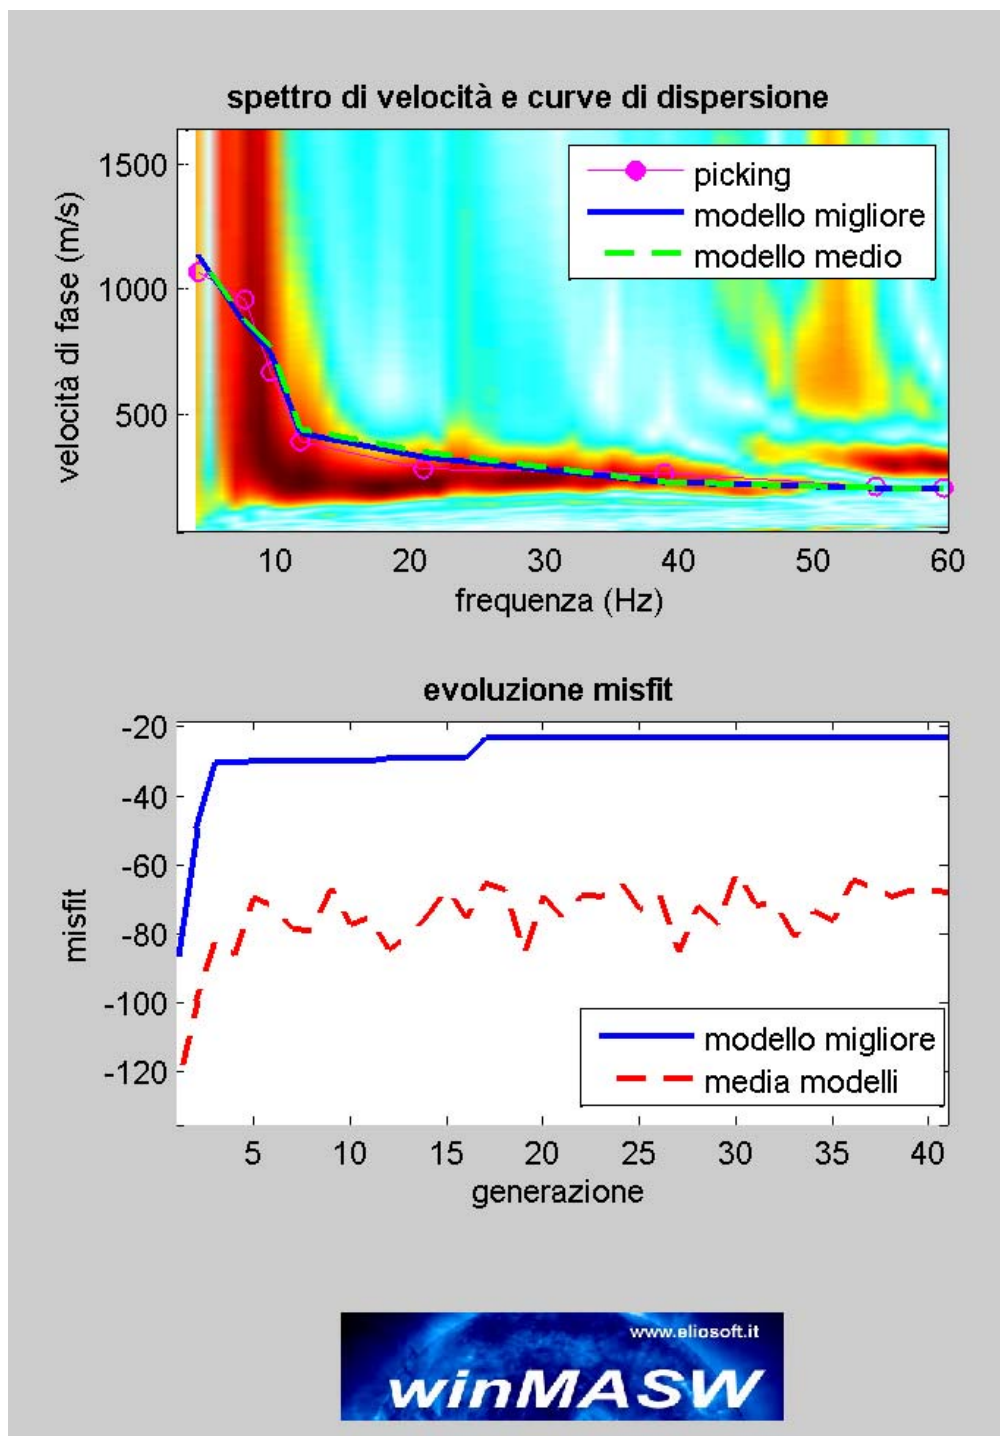 spettro di velocità e curve di dispersione
1500
1000
500
velocità di fase (m/s)
picking
modello migliore
modello medio
10 20 30 40 50 60
frequenza (Hz)
evoluzione misfit
-20
-40
-60
-80
-100
-120
misfit
modello migliore
media modelli
5 10 15 20 25 30 35 40
generazione
www.eliosoft.it
winMASW